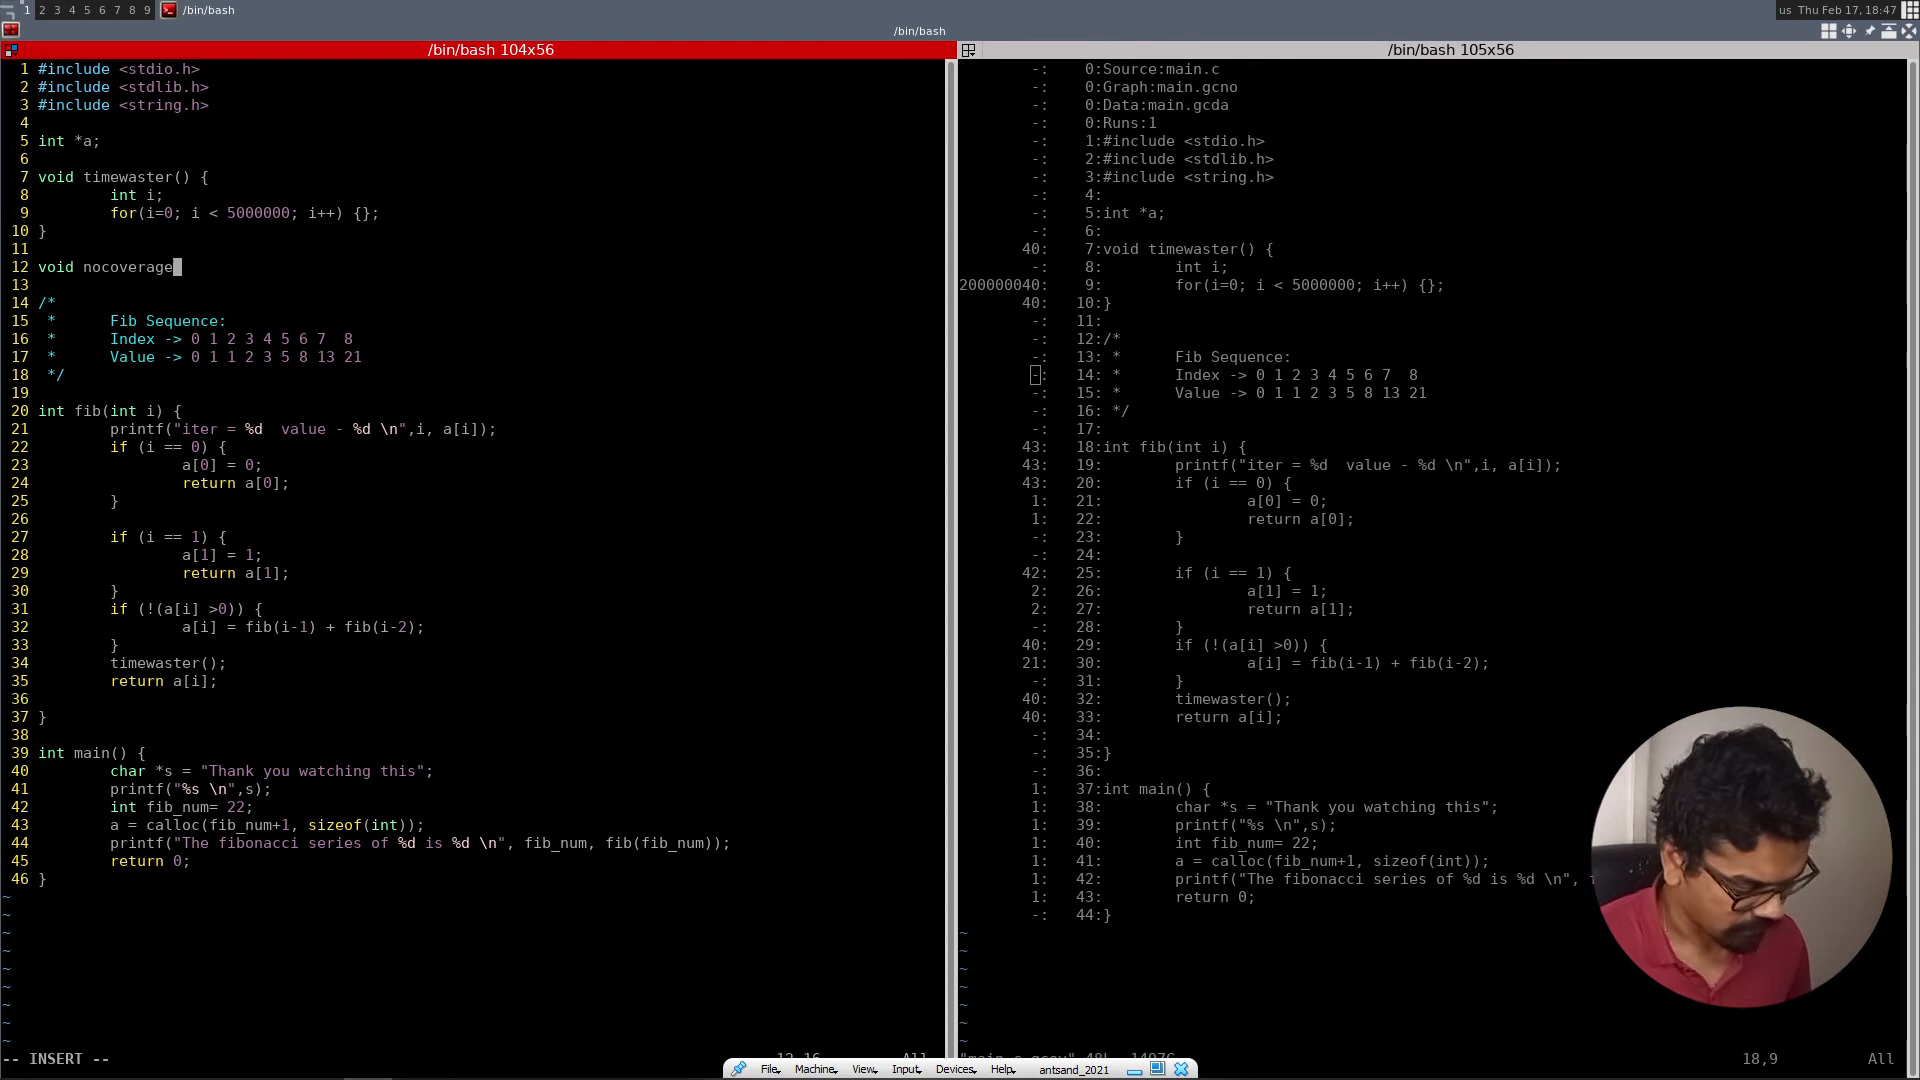 1 2 3 4 5 6 7 8 9 /bin/bash
us Thu Feb 17, 18:47
/bin/bash
/bin/bash 104x56
1 #include <stdio.h>
2 #include <stdlib.h>
3 #include <string.h>
4
5 int *a;
6
7 void timewaster() {
8         int i;
9         for(i=0; i < 5000000; i++) {};
10 }
11
12 void nocoverage
13
14 /*
15  *      Fib Sequence:
16  *      Index -> 0 1 2 3 4 5 6 7  8
17  *      Value -> 0 1 1 2 3 5 8 13 21
18  */
19
20 int fib(int i) {
21         printf("iter = %d  value - %d \n",i, a[i]);
22         if (i == 0) {
23                 a[0] = 0;
24                 return a[0];
25         }
26
27         if (i == 1) {
28                 a[1] = 1;
29                 return a[1];
30         }
31         if (!(a[i] >0)) {
32                 a[i] = fib(i-1) + fib(i-2);
33         }
34         timewaster();
35         return a[i];
36
37 }
38
39 int main() {
40         char *s = "Thank you watching this";
41         printf("%s \n",s);
42         int fib_num= 22;
43         a = calloc(fib_num+1, sizeof(int));
44         printf("The fibonacci series of %d is %d \n", fib_num, fib(fib_num));
45         return 0;
46 }
~
~
~
~
~
~
~
~
~
-- INSERT --
/bin/bash 105x56
-:    0:Source:main.c
-:    0:Graph:main.gcno
-:    0:Data:main.gcda
-:    0:Runs:1
-:    1:#include <stdio.h>
-:    2:#include <stdlib.h>
-:    3:#include <string.h>
-:    4:
-:    5:int *a;
-:    6:
40:    7:void timewaster() {
-:    8:        int i;
200000040:    9:        for(i=0; i < 5000000; i++) {};
40:   10:}
-:   11:
-:   12:/*
-:   13: *      Fib Sequence:
-:   14: *      Index -> 0 1 2 3 4 5 6 7  8
-:   15: *      Value -> 0 1 1 2 3 5 8 13 21
-:   16: */
-:   17:
43:   18:int fib(int i) {
43:   19:        printf("iter = %d  value - %d \n",i, a[i]);
43:   20:        if (i == 0) {
1:   21:                a[0] = 0;
1:   22:                return a[0];
-:   23:        }
-:   24:
42:   25:        if (i == 1) {
2:   26:                a[1] = 1;
2:   27:                return a[1];
-:   28:        }
40:   29:        if (!(a[i] >0)) {
21:   30:                a[i] = fib(i-1) + fib(i-2);
-:   31:        }
40:   32:        timewaster();
40:   33:        return a[i];
-:   34:
-:   35:}
-:   36:
1:   37:int main() {
1:   38:        char *s = "Thank you watching this";
1:   39:        printf("%s \n",s);
1:   40:        int fib_num= 22;
1:   41:        a = calloc(fib_num+1, sizeof(int));
1:   42:        printf("The fibonacci series of %d is %d \n",
1:   43:        return 0;
-:   44:}
~
~
~
~
~
~
~
18,9 All
File Machine View Input Devices Help antsand_2021